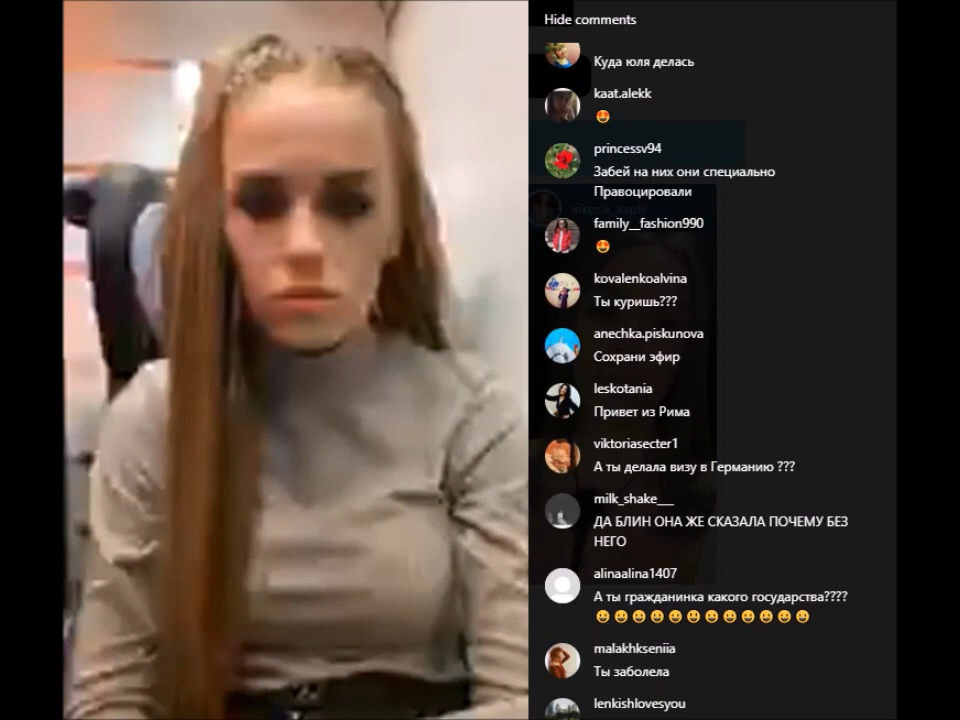 Hide comments
Куда юля делась
kaat.alekk
😍
princessv94
Забей на них они специально
Правоцировали
family__fashion990
😍
kovalenkoalvina
Ты куришь???
anechka.piskunova
Сохрани эфир
leskotania
Привет из Рима
viktoriasecter1
А ты делала визу в Германию ???
milk_shake___
ДА БЛИН ОНА ЖЕ СКАЗАЛА ПОЧЕМУ БЕЗ
НЕГО
alinaalina1407
А ты гражданинка какого государства????
😀😀😀😀😀😀😀😀😀😀😀😀
malakhkseniia
Ты заболела
lenkishlovesyou